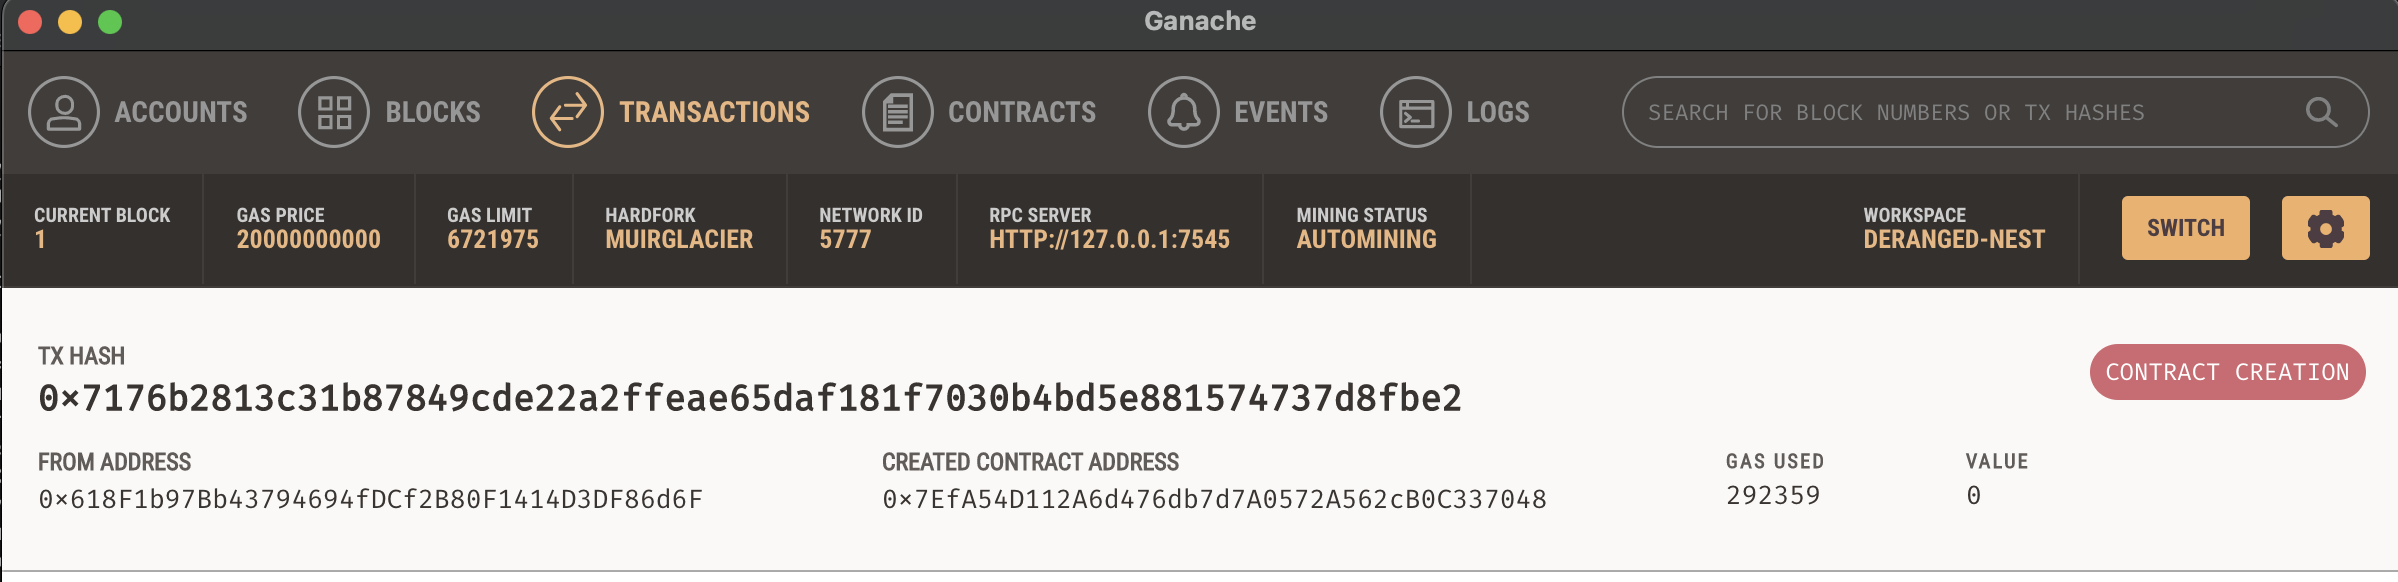 Ganache
ACCOUNTS BLOCKS TRANSACTIONS CONTRACTS EVENTS LOGS SEARCH FOR BLOCK NUMBERS OR TX HASHES
CURRENT BLOCK GAS PRICE GAS LIMIT HARDFORK NETWORK ID RPC SERVER MINING STATUS WORKSPACE
1 20000000000 6721975 MUIRGLACIER 5777 HTTP://127.0.0.1:7545 AUTOMINING DERANGED-NEST SWITCH
TX HASH
0x7176b2813c31b87849cde22a2ffeae65daf181f7030b4bd5e881574737d8fbe2 CONTRACT CREATION
FROM ADDRESS CREATED CONTRACT ADDRESS GAS USED VALUE
0x618F1b97Bb43794694fDCf2B80F1414D3DF86d6F 0x7EfA54D112A6d476db7d7A0572A562cB0C337048 292359 0